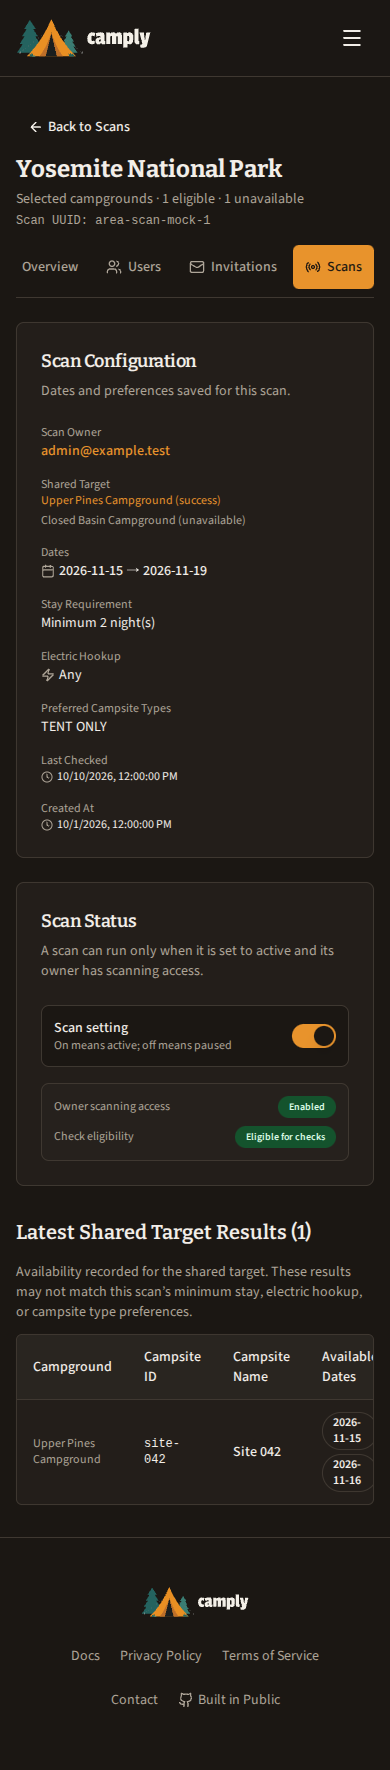 camply
Back to Scans
Yosemite National Park
Selected campgrounds · 1 eligible · 1 unavailable
Scan UUID: area-scan-mock-1
Overview Users Invitations Scans
Scan Configuration
Dates and preferences saved for this scan.
Scan Owner
admin@example.test
Shared Target
Upper Pines Campground (success)
Closed Basin Campground (unavailable)
Dates
2026-11-15 → 2026-11-19
Stay Requirement
Minimum 2 night(s)
Electric Hookup
Any
Preferred Campsite Types
TENT ONLY
Last Checked
10/10/2026, 12:00:00 PM
Created At
10/1/2026, 12:00:00 PM
Scan Status
A scan can run only when it is set to active and its
owner has scanning access.
Scan setting
On means active; off means paused
Owner scanning access Enabled
Check eligibility Eligible for checks
Latest Shared Target Results (1)
Availability recorded for the shared target. These results
may not match this scan's minimum stay, electric hookup,
or campsite type preferences.
Campground Campsite ID Campsite Name Available Dates
Upper Pines Campground site-042 Site 042 2026-11-15 2026-11-16
camply
Docs Privacy Policy Terms of Service
Contact Built in Public